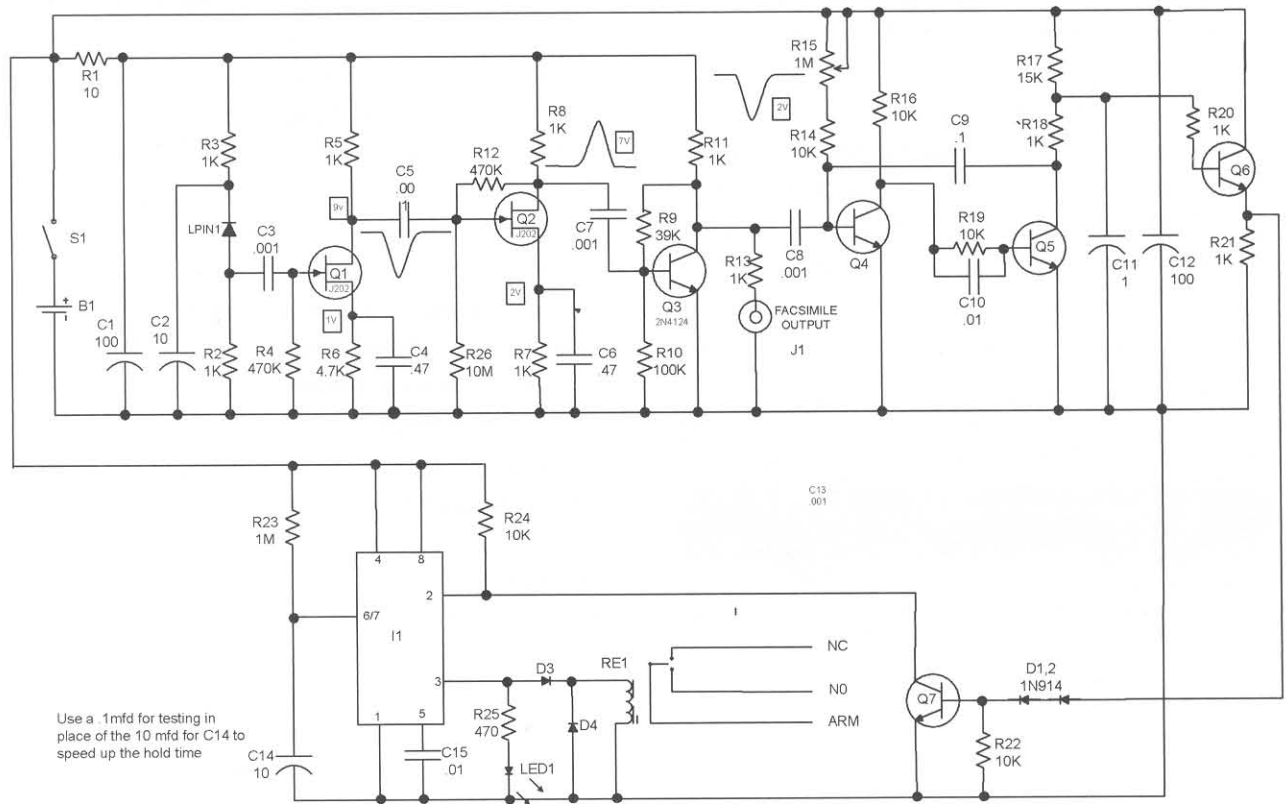 R1
10
R3
1K
R5
1K
R8
1K
7V
R12
470K
R11
1K
2V
R15
1M
R16
10K
R14
10K
C9
.1
R17
15K
`R18
1K
R20
1K
Q6
S1
LPIN1
C3
.001
9v
C5
.00
1
Q1
J202
Q2
J202
C7
.001
R9
39K
Q3
2N4124
R13
1K
C8
.001
Q4
R19
10K
C10
.01
Q5
C11
1
C12
100
R21
1K
B1
+
-
C1
100
C2
10
R2
1K
R4
470K
1V
R6
4.7K
C4
.47
R26
10M
2V
R7
1K
C6
.47
R10
100K
FACSIMILE
OUTPUT
J1
R23
1M
4
8
R24
10K
C13
.001
2
6/7
I1
3
1
5
D3
RE1
NC
N0
ARM
Q7
D1,2
1N914
R25
470
D4
R22
10K
Use a .1mfd for testing in
place of the 10 mfd for C14 to
speed up the hold time
C14
10
C15
.01
LED1